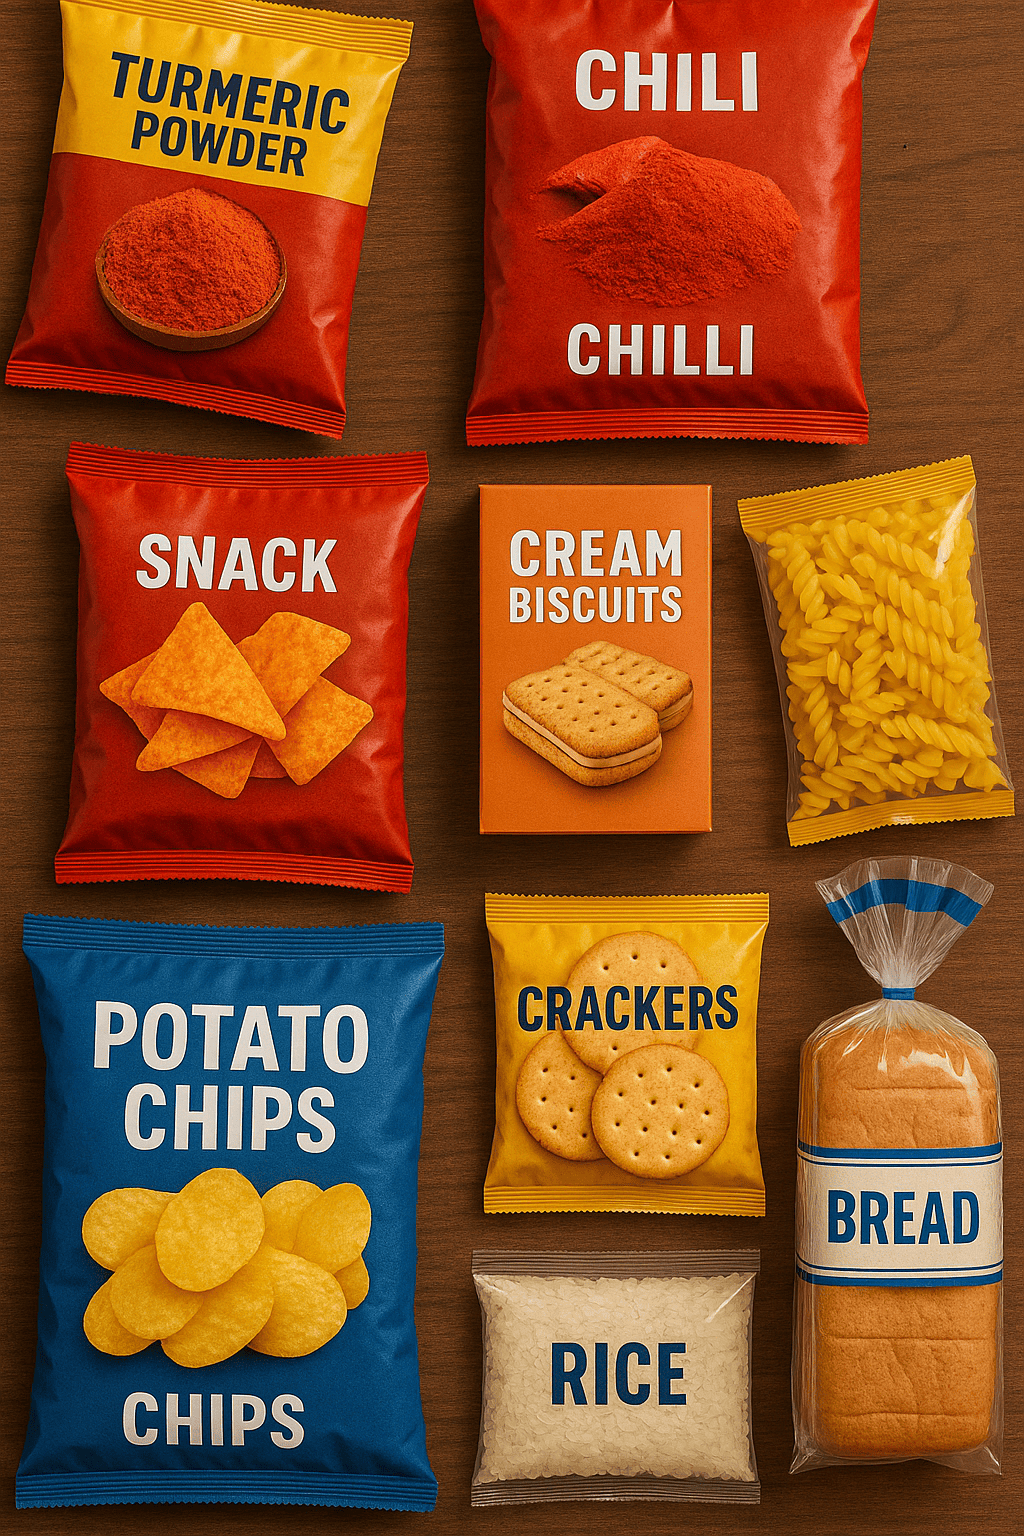 TURMERIC
POWDER
CHILI
CHILLI
SNACK
CREAM
BISCUITS
POTATO
CHIPS
CHIPS
CRACKERS
BREAD
RICE